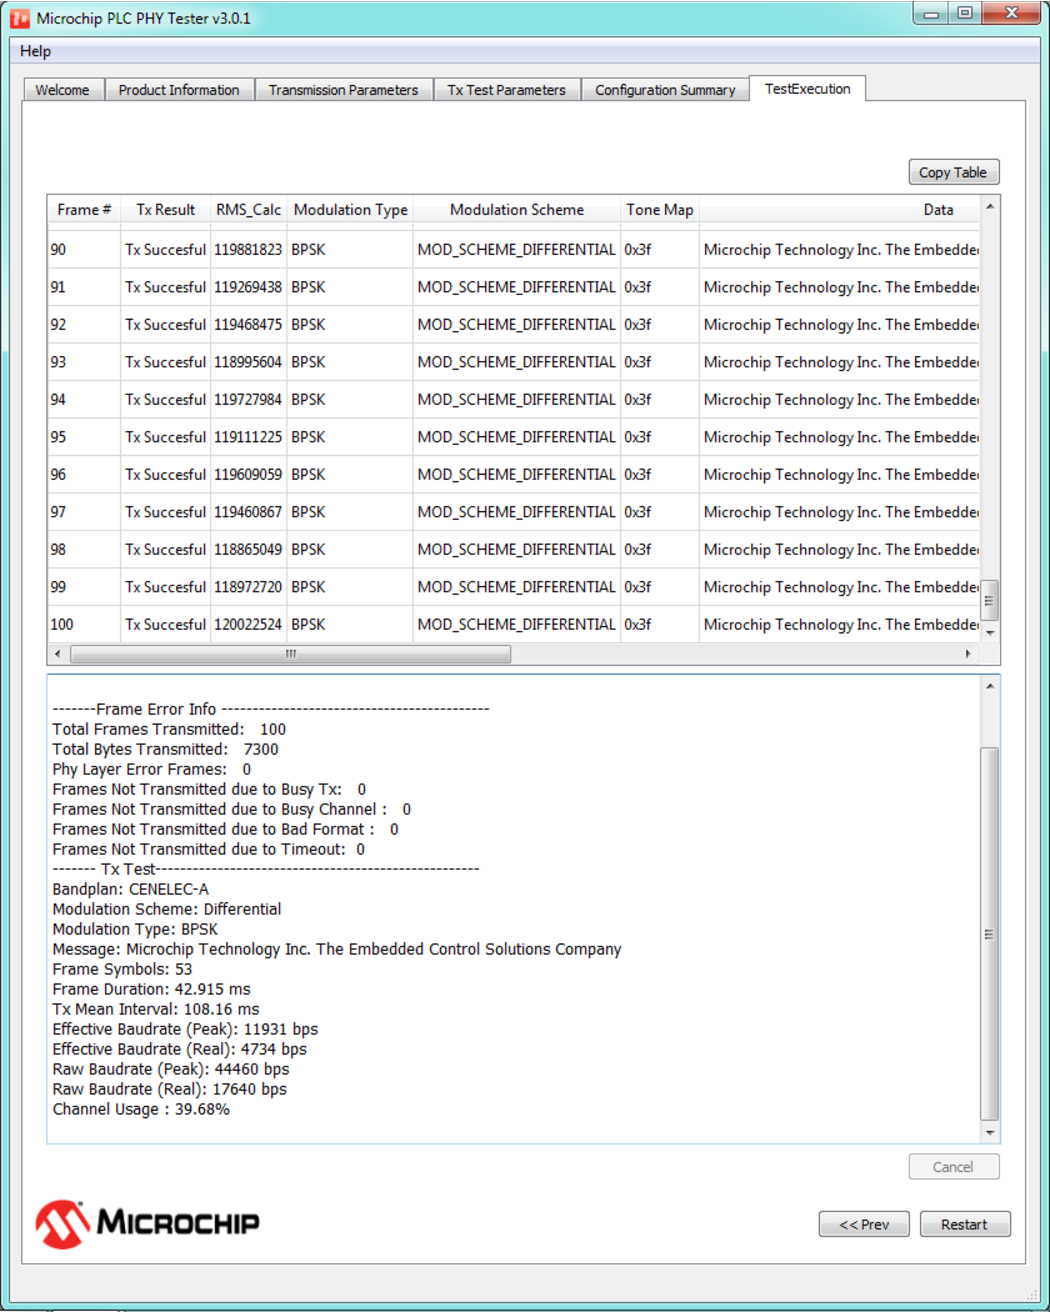 Microchip PLC PHY Tester v3.0.1
Help
Welcome Product Information Transmission Parameters Tx Test Parameters Configuration Summary TestExecution
Copy Table
Frame # Tx Result RMS_Calc Modulation Type Modulation Scheme Tone Map Data
90 Tx Succesful 119881823 BPSK MOD_SCHEME_DIFFERENTIAL 0x3f Microchip Technology Inc. The Embedde
91 Tx Succesful 119269438 BPSK MOD_SCHEME_DIFFERENTIAL 0x3f Microchip Technology Inc. The Embedde
92 Tx Succesful 119468475 BPSK MOD_SCHEME_DIFFERENTIAL 0x3f Microchip Technology Inc. The Embedde
93 Tx Succesful 118995604 BPSK MOD_SCHEME_DIFFERENTIAL 0x3f Microchip Technology Inc. The Embedde
94 Tx Succesful 119727984 BPSK MOD_SCHEME_DIFFERENTIAL 0x3f Microchip Technology Inc. The Embedde
95 Tx Succesful 119111225 BPSK MOD_SCHEME_DIFFERENTIAL 0x3f Microchip Technology Inc. The Embedde
96 Tx Succesful 119609059 BPSK MOD_SCHEME_DIFFERENTIAL 0x3f Microchip Technology Inc. The Embedde
97 Tx Succesful 119460867 BPSK MOD_SCHEME_DIFFERENTIAL 0x3f Microchip Technology Inc. The Embedde
98 Tx Succesful 118865049 BPSK MOD_SCHEME_DIFFERENTIAL 0x3f Microchip Technology Inc. The Embedde
99 Tx Succesful 118972720 BPSK MOD_SCHEME_DIFFERENTIAL 0x3f Microchip Technology Inc. The Embedde
100 Tx Succesful 120022524 BPSK MOD_SCHEME_DIFFERENTIAL 0x3f Microchip Technology Inc. The Embedde
-------Frame Error Info -------------------------------------------
Total Frames Transmitted: 100
Total Bytes Transmitted: 7300
Phy Layer Error Frames: 0
Frames Not Transmitted due to Busy Tx: 0
Frames Not Transmitted due to Busy Channel : 0
Frames Not Transmitted due to Bad Format : 0
Frames Not Transmitted due to Timeout: 0
------- Tx Test----------------------------------------------------
Bandplan: CENELEC-A
Modulation Scheme: Differential
Modulation Type: BPSK
Message: Microchip Technology Inc. The Embedded Control Solutions Company
Frame Symbols: 53
Frame Duration: 42.915 ms
Tx Mean Interval: 108.16 ms
Effective Baudrate (Peak): 11931 bps
Effective Baudrate (Real): 4734 bps
Raw Baudrate (Peak): 44460 bps
Raw Baudrate (Real): 17640 bps
Channel Usage : 39.68%
Cancel
MICROCHIP
<< Prev Restart